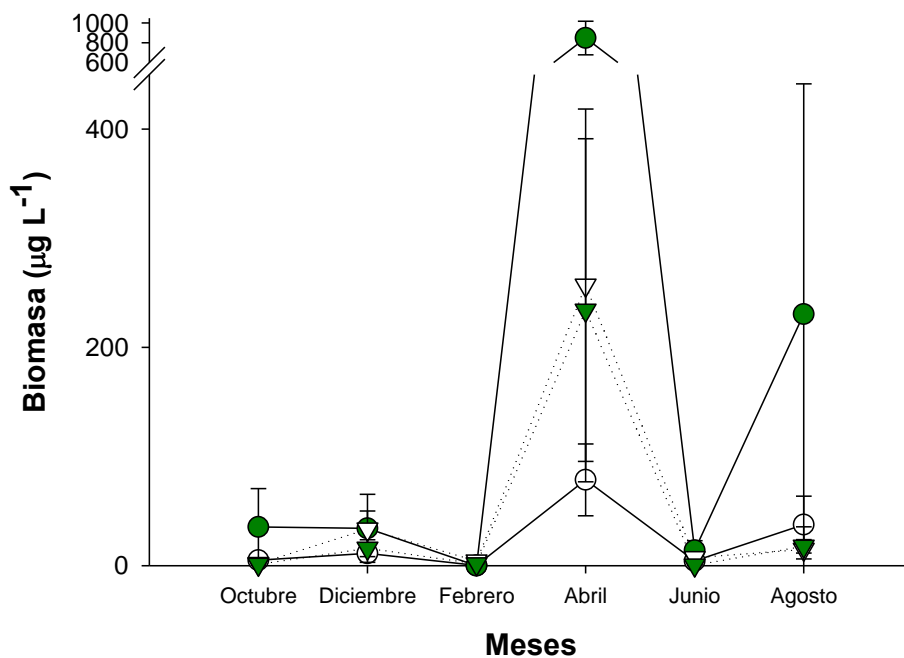 1000
800
600
400
200
0
Biomasa (µg L-1)
Octubre Diciembre Febrero Abril Junio Agosto
Meses